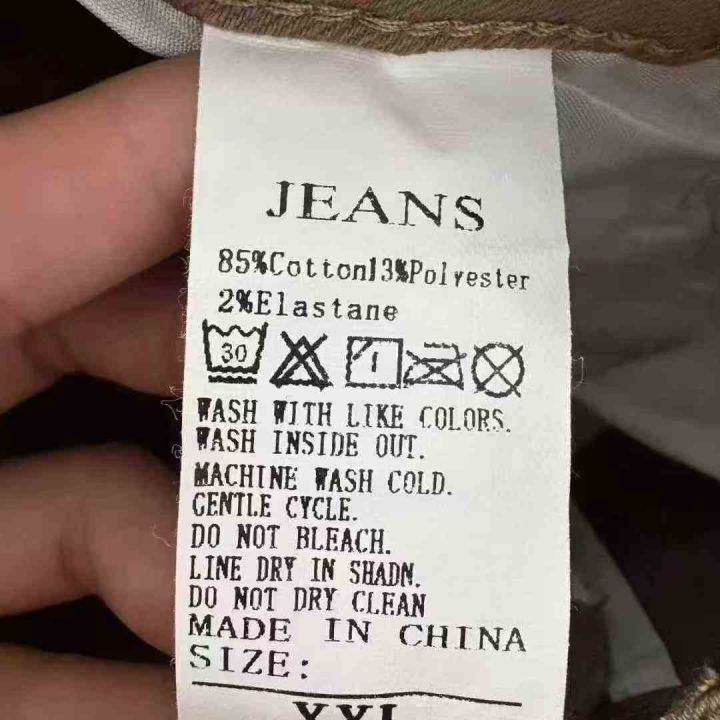 JEANS
85%Cotton13%Polyester
2%Elastane
30
WASH WITH LIKE COLORS.
WASH INSIDE OUT.
MACHINE WASH COLD.
GENTLE CYCLE.
DO NOT BLEACH.
LINE DRY IN SHADN.
DO NOT DRY CLEAN
MADE IN CHINA
SIZE:
XXL